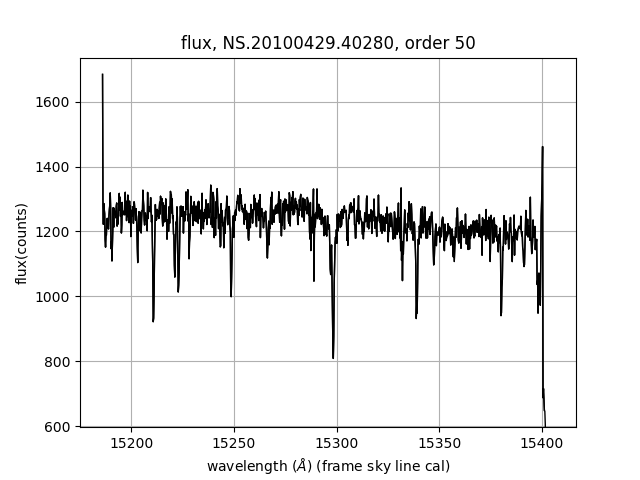 flux, NS.20100429.40280, order 50
1600
1400
1200
1000
800
600
flux(counts)
15200 15250 15300 15350 15400
wavelength (Å) (frame sky line cal)